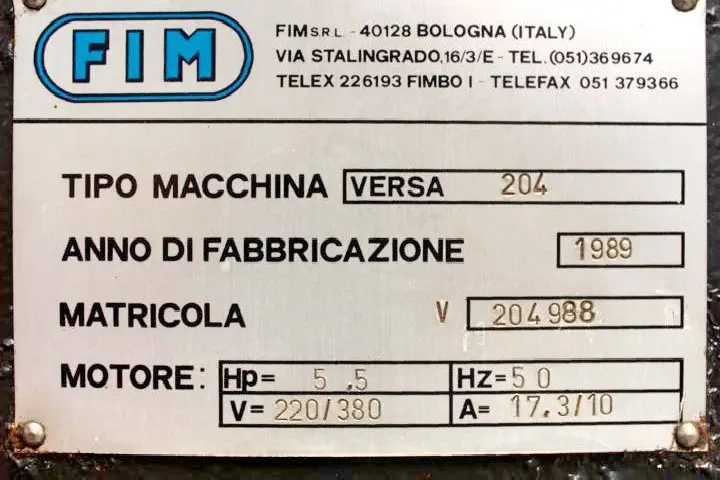 FIM
FIM S.R.L. - 40128 BOLOGNA (ITALY)
VIA STALINGRADO,16/3/E - TEL.(051)369674
TELEX 226193 FIMBO I - TELEFAX 051 379366
TIPO MACCHINA VERSA 204
ANNO DI FABBRICAZIONE 1989
MATRICOLA V 204988
MOTORE: Hp= 5,5 Hz=50
V= 220/380 A= 17.3/10